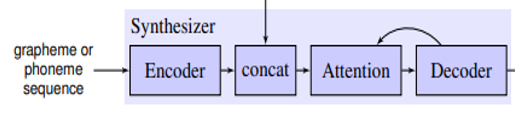 Synthesizer
grapheme or
phoneme
sequence
Encoder
concat
Attention
Decoder